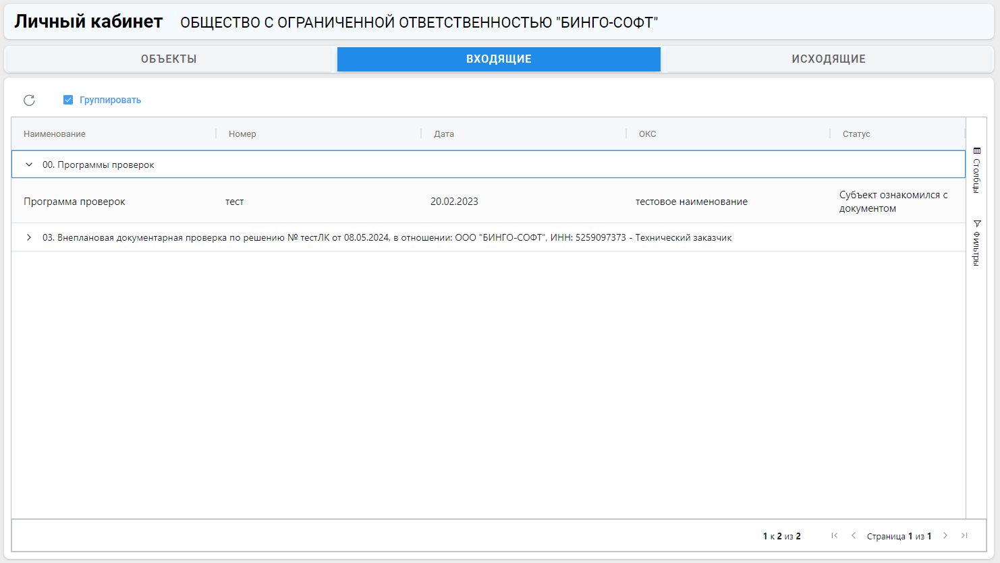 Личный кабинет ОБЩЕСТВО С ОГРАНИЧЕННОЙ ОТВЕТСТВЕННОСТЬЮ "БИНГО-СОФТ"
ОБЪЕКТЫ ВХОДЯЩИЕ ИСХОДЯЩИЕ
Группировать
Наименование Номер Дата ОКС Статус
00. Программы проверок
Программа проверок тест 20.02.2023 тестовое наименование Субъект ознакомился с
документом
03. Внеплановая документарная проверка по решению № тестЛК от 08.05.2024, в отношении: ООО "БИНГО-СОФТ", ИНН: 5259097373 - Технический заказчик
Столбцы
Фильтры
1 к 2 из 2 Страница 1 из 1